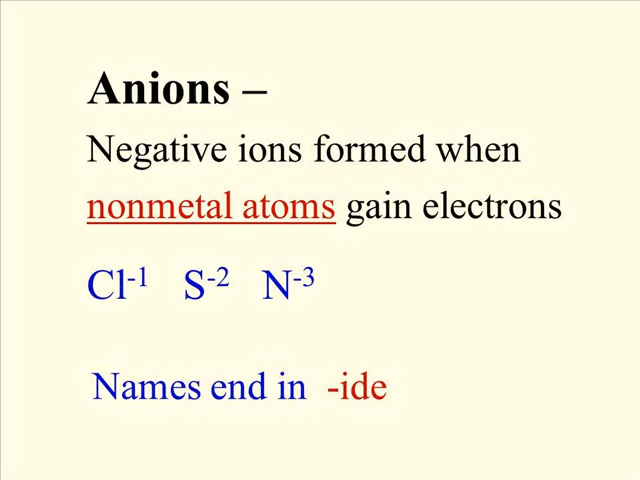 Anions –
Negative ions formed when
nonmetal atoms gain electrons
Cl-1 S-2 N-3
Names end in -ide